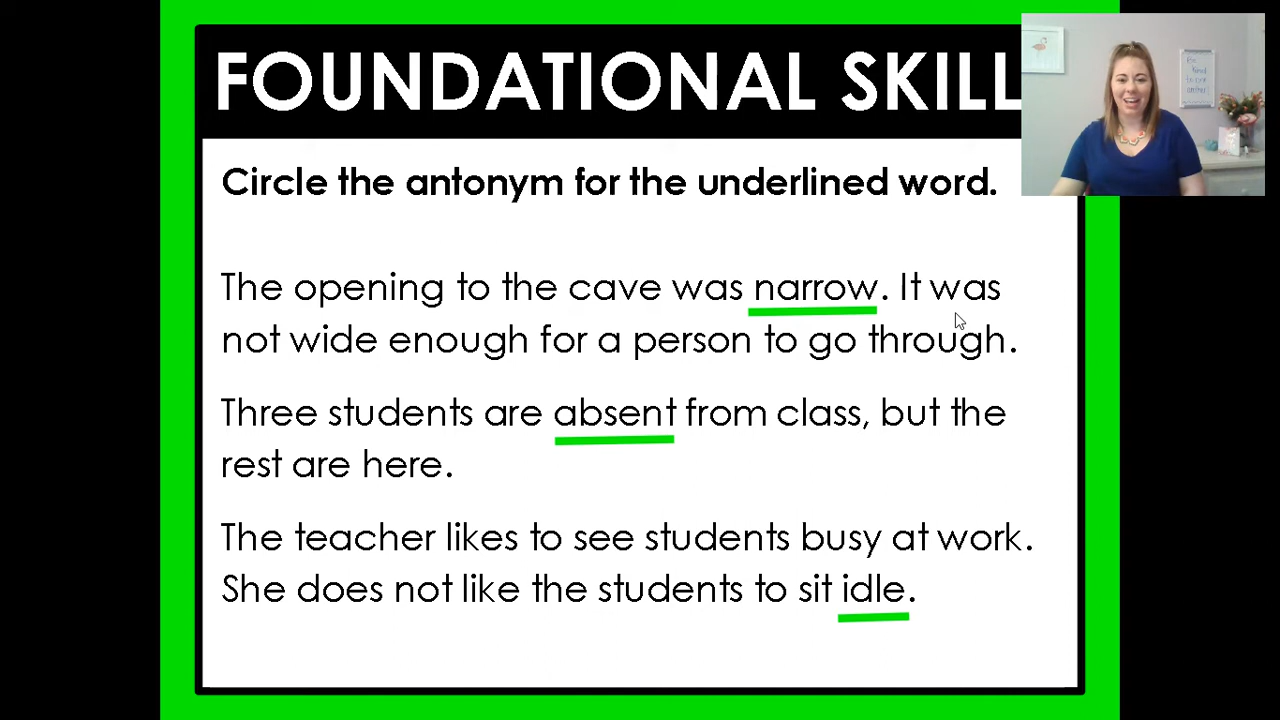 FOUNDATIONAL SKILL
Circle the antonym for the underlined word.
The opening to the cave was narrow. It was
not wide enough for a person to go through.
Three students are absent from class, but the
rest are here.
The teacher likes to see students busy at work.
She does not like the students to sit idle.